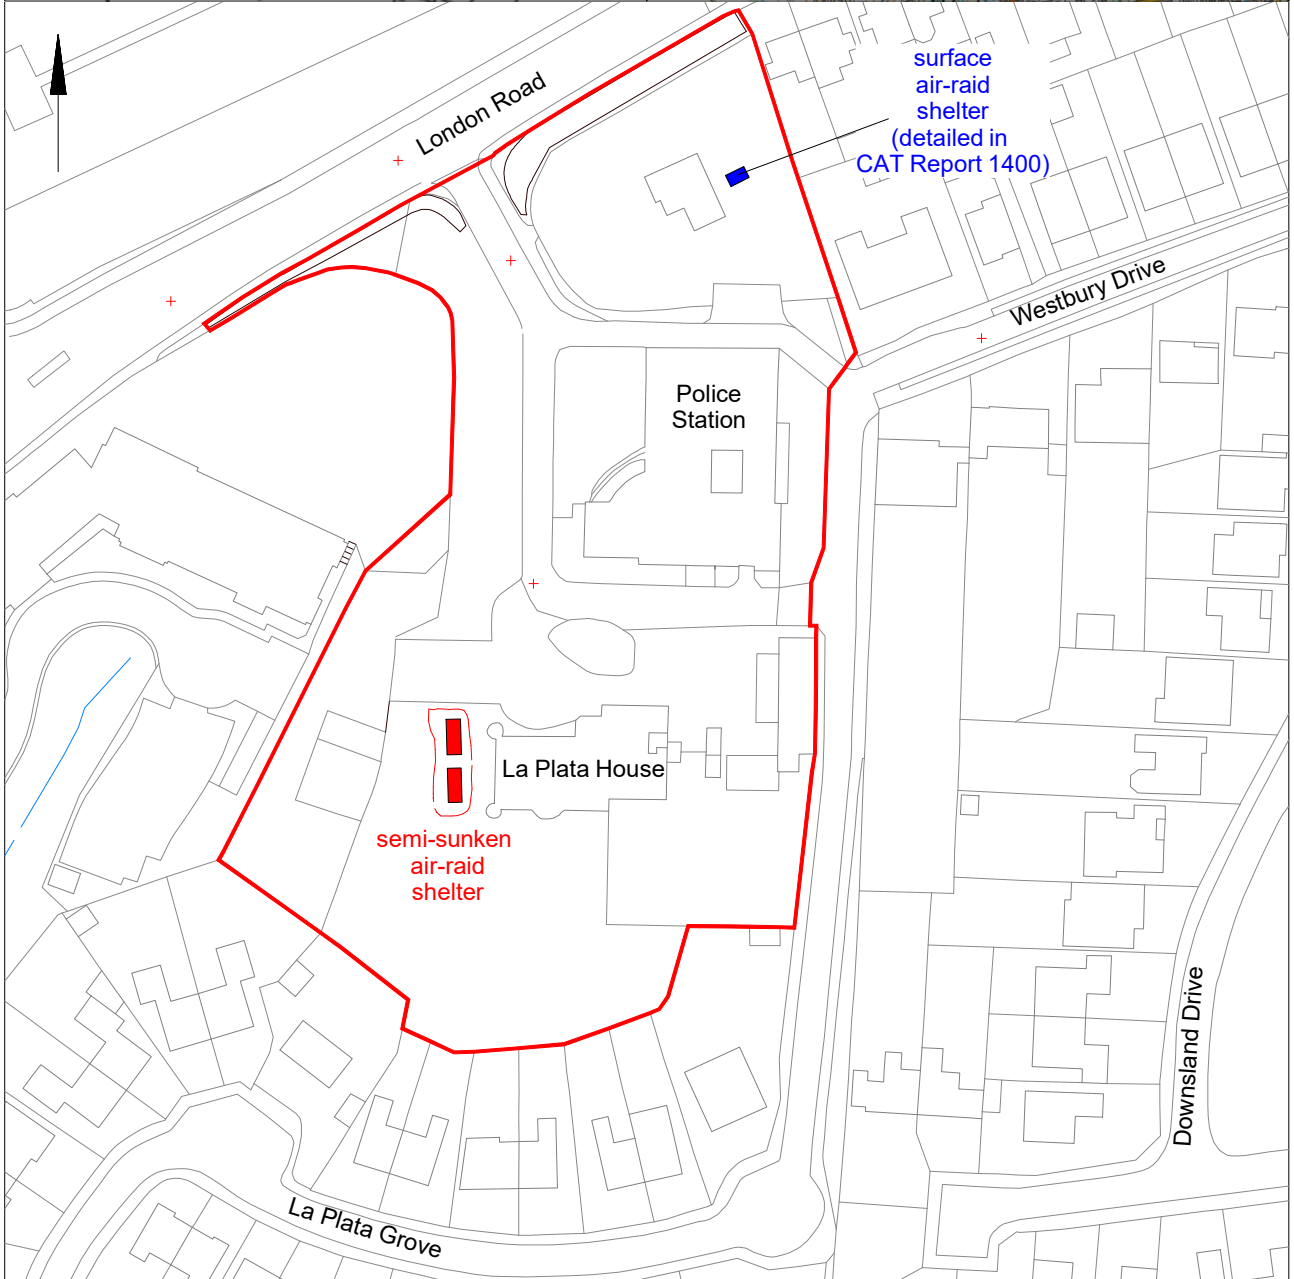 surface
air-raid
shelter
(detailed in
CAT Report 1400)
London Road
Westbury Drive
Police
Station
La Plata House
semi-sunken
air-raid
shelter
Downsland Drive
La Plata Grove